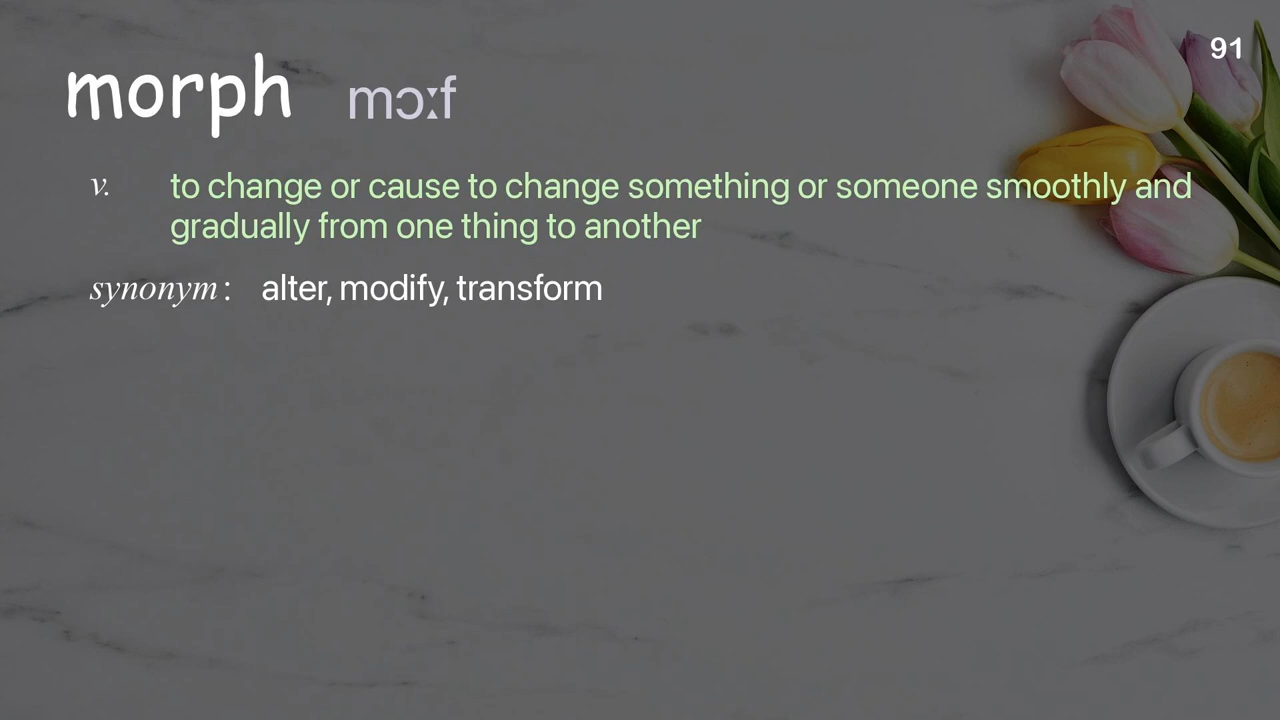 91
morph mɔːf
v. to change or cause to change something or someone smoothly and
gradually from one thing to another
synonym : alter, modify, transform